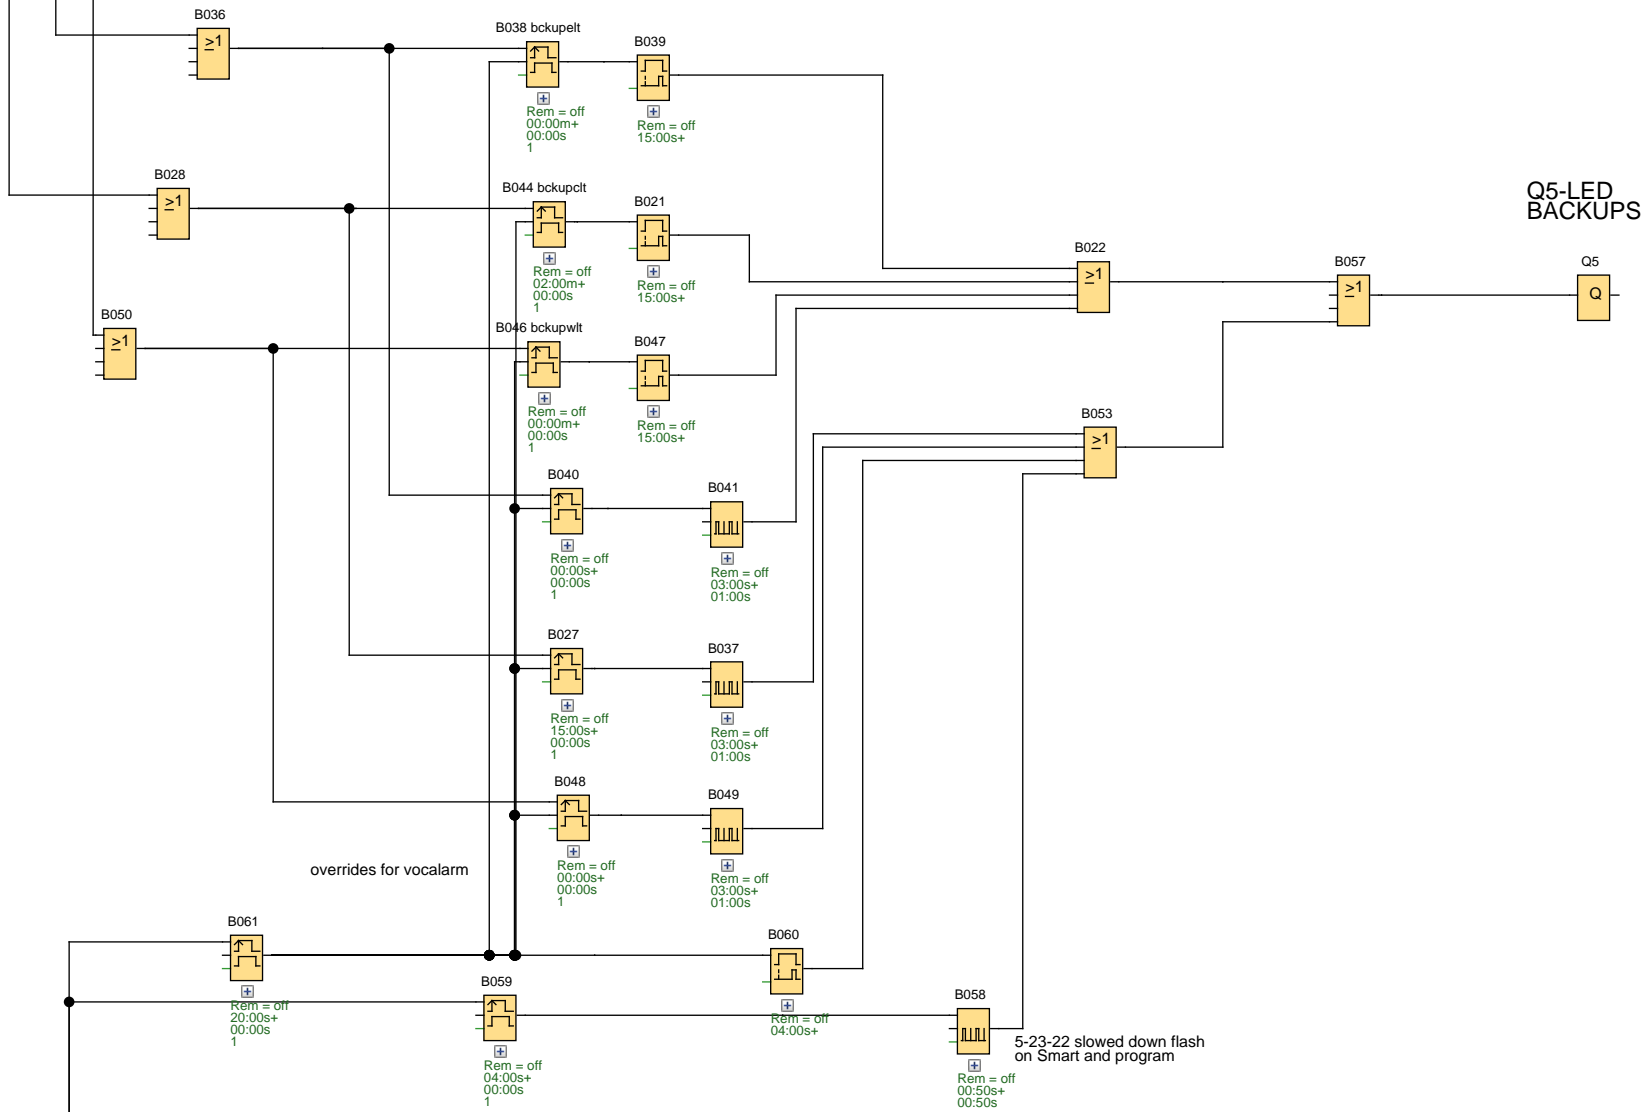 B036
≥1
B038 bckupelt
Rem = off
00:00m+
00:00s
1
B039
Rem = off
15:00s+
B028
≥1
B044 bckupclt
Rem = off
02:00m+
00:00s
1
B021
Rem = off
15:00s+
Q5-LED
BACKUPS
B022
≥1
B057
≥1
Q5
Q
B050
≥1
B046 bckupwlt
Rem = off
00:00m+
00:00s
1
B047
Rem = off
15:00s+
B053
≥1
B040
Rem = off
00:00s+
00:00s
1
B041
Rem = off
03:00s+
01:00s
B027
Rem = off
15:00s+
00:00s
1
B037
Rem = off
03:00s+
01:00s
B048
Rem = off
00:00s+
00:00s
1
B049
Rem = off
03:00s+
01:00s
overrides for vocalarm
B061
Rem = off
20:00s+
00:00s
1
B060
Rem = off
04:00s+
B059
Rem = off
04:00s+
00:00s
1
B058
Rem = off
00:50s+
00:50s
5-23-22 slowed down flash
on Smart and program